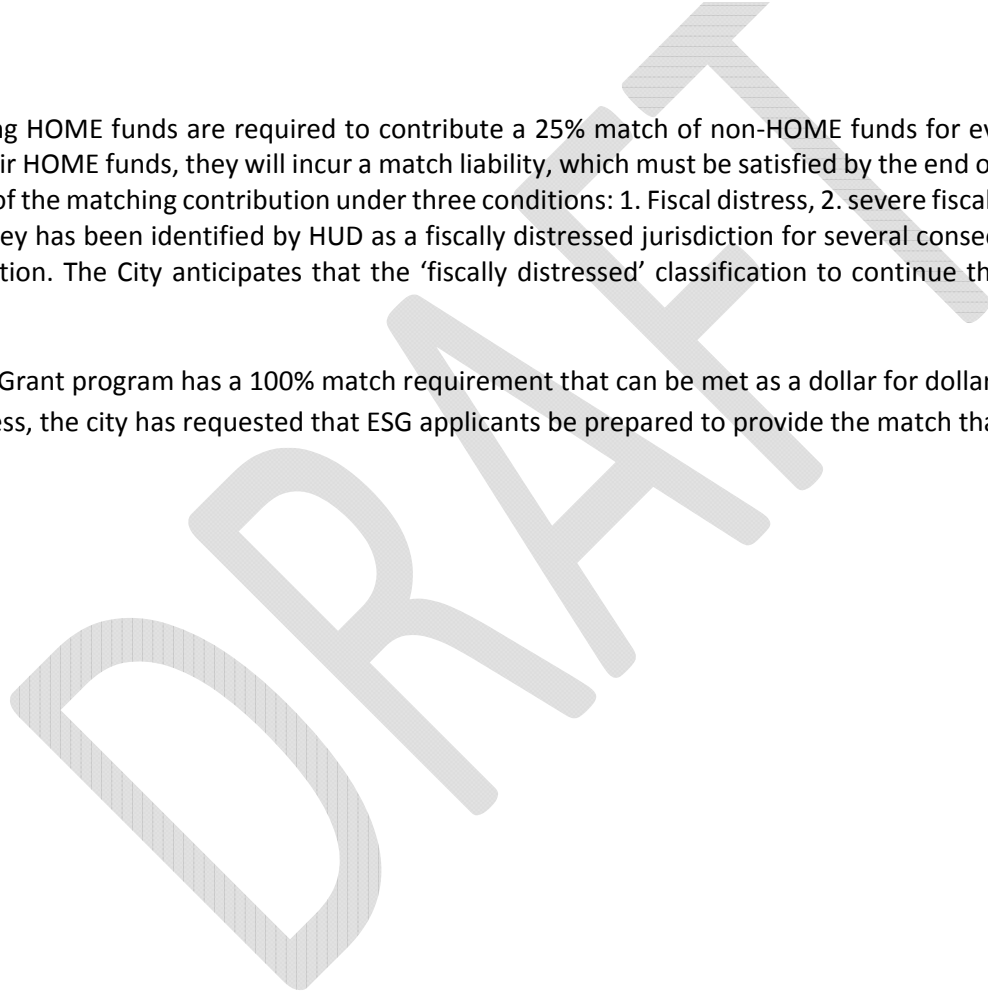 ng HOME funds are required to contribute a 25% match of non-HOME funds for ev
ir HOME funds, they will incur a match liability, which must be satisfied by the end o
of the matching contribution under three conditions: 1. Fiscal distress, 2. severe fiscal
ey has been identified by HUD as a fiscally distressed jurisdiction for several consec
tion. The City anticipates that the ‘fiscally distressed’ classification to continue th
Grant program has a 100% match requirement that can be met as a dollar for dollar
ess, the city has requested that ESG applicants be prepared to provide the match tha
DRAFT